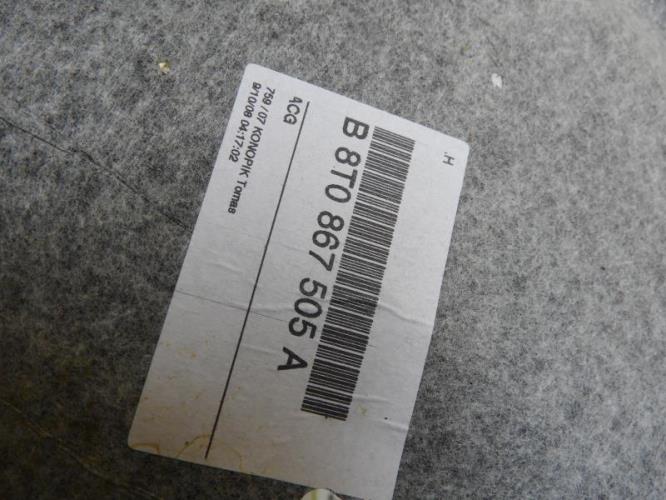 .H
B 8T0 867 505 A
ACG
759 / 07 KONOPIK Tomas
9/10/08 04:17:02